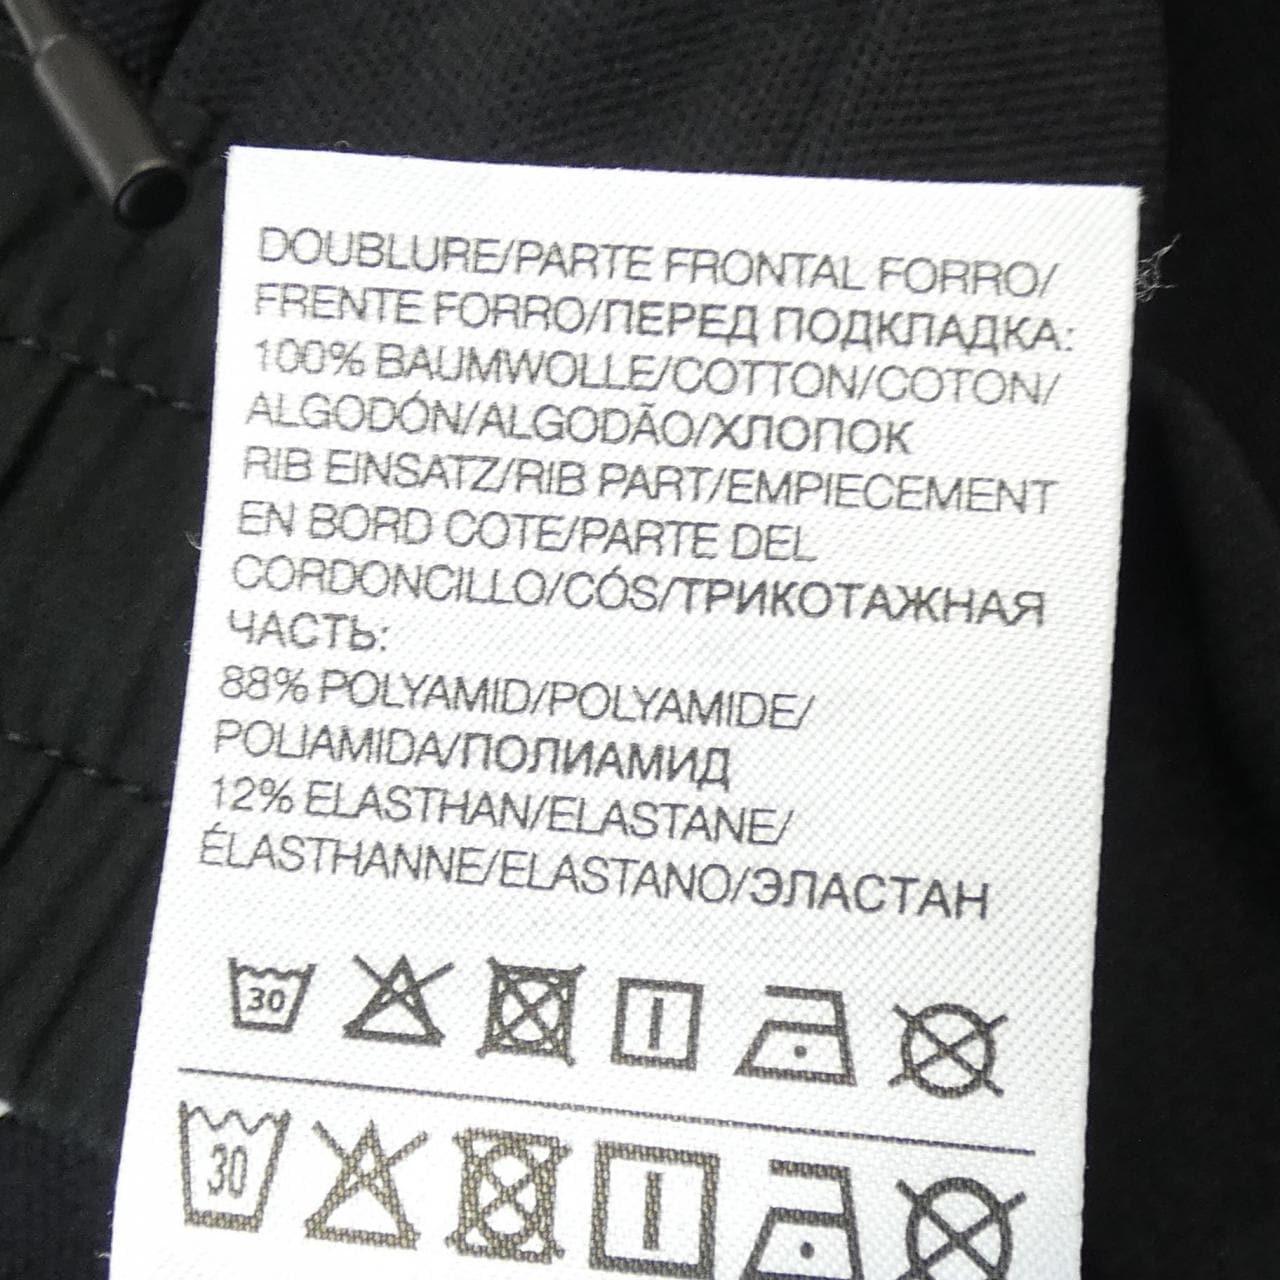 DOUBLURE/PARTE FRONTAL FORRO/
FRENTE FORRO/ПЕРЕД ПОДКЛАДКА:
100% BAUMWOLLE/COTTON/COTON/
ALGODÓN/ALGODÃO/ХЛОПОК
RIB EINSATZ/RIB PART/EMPIECEMENT
EN BORD COTE/PARTE DEL
CORDONCILLO/CÓS/ТРИКОТАЖНАЯ
ЧАСТЬ:
88% POLYAMID/POLYAMIDE/
POLIAMIDA/ПОЛИАМИД
12% ELASTHAN/ELASTANE/
ÉLASTHANNE/ELASTANO/ЭЛАСТАН
30
30